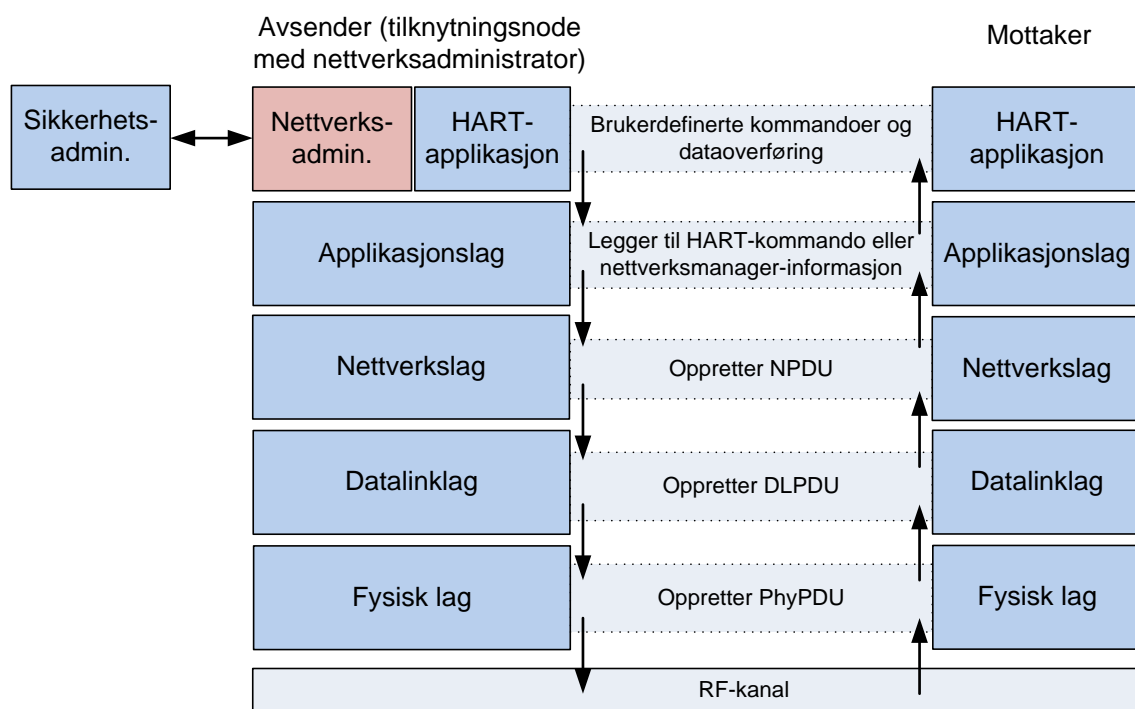 Avsender (tilknytningsnode
med nettverksadministrator)
Mottaker
Sikkerhets-
admin.
Nettverks-
admin.
HART-
applikasjon
Brukerdefinerte kommandoer og
dataoverføring
HART-
applikasjon
Applikasjonslag
Legger til HART-kommando eller
nettverksmanager-informasjon
Applikasjonslag
Nettverkslag
Oppretter NPDU
Nettverkslag
Datalinklag
Oppretter DLPDU
Datalinklag
Fysisk lag
Oppretter PhyPDU
Fysisk lag
RF-kanal